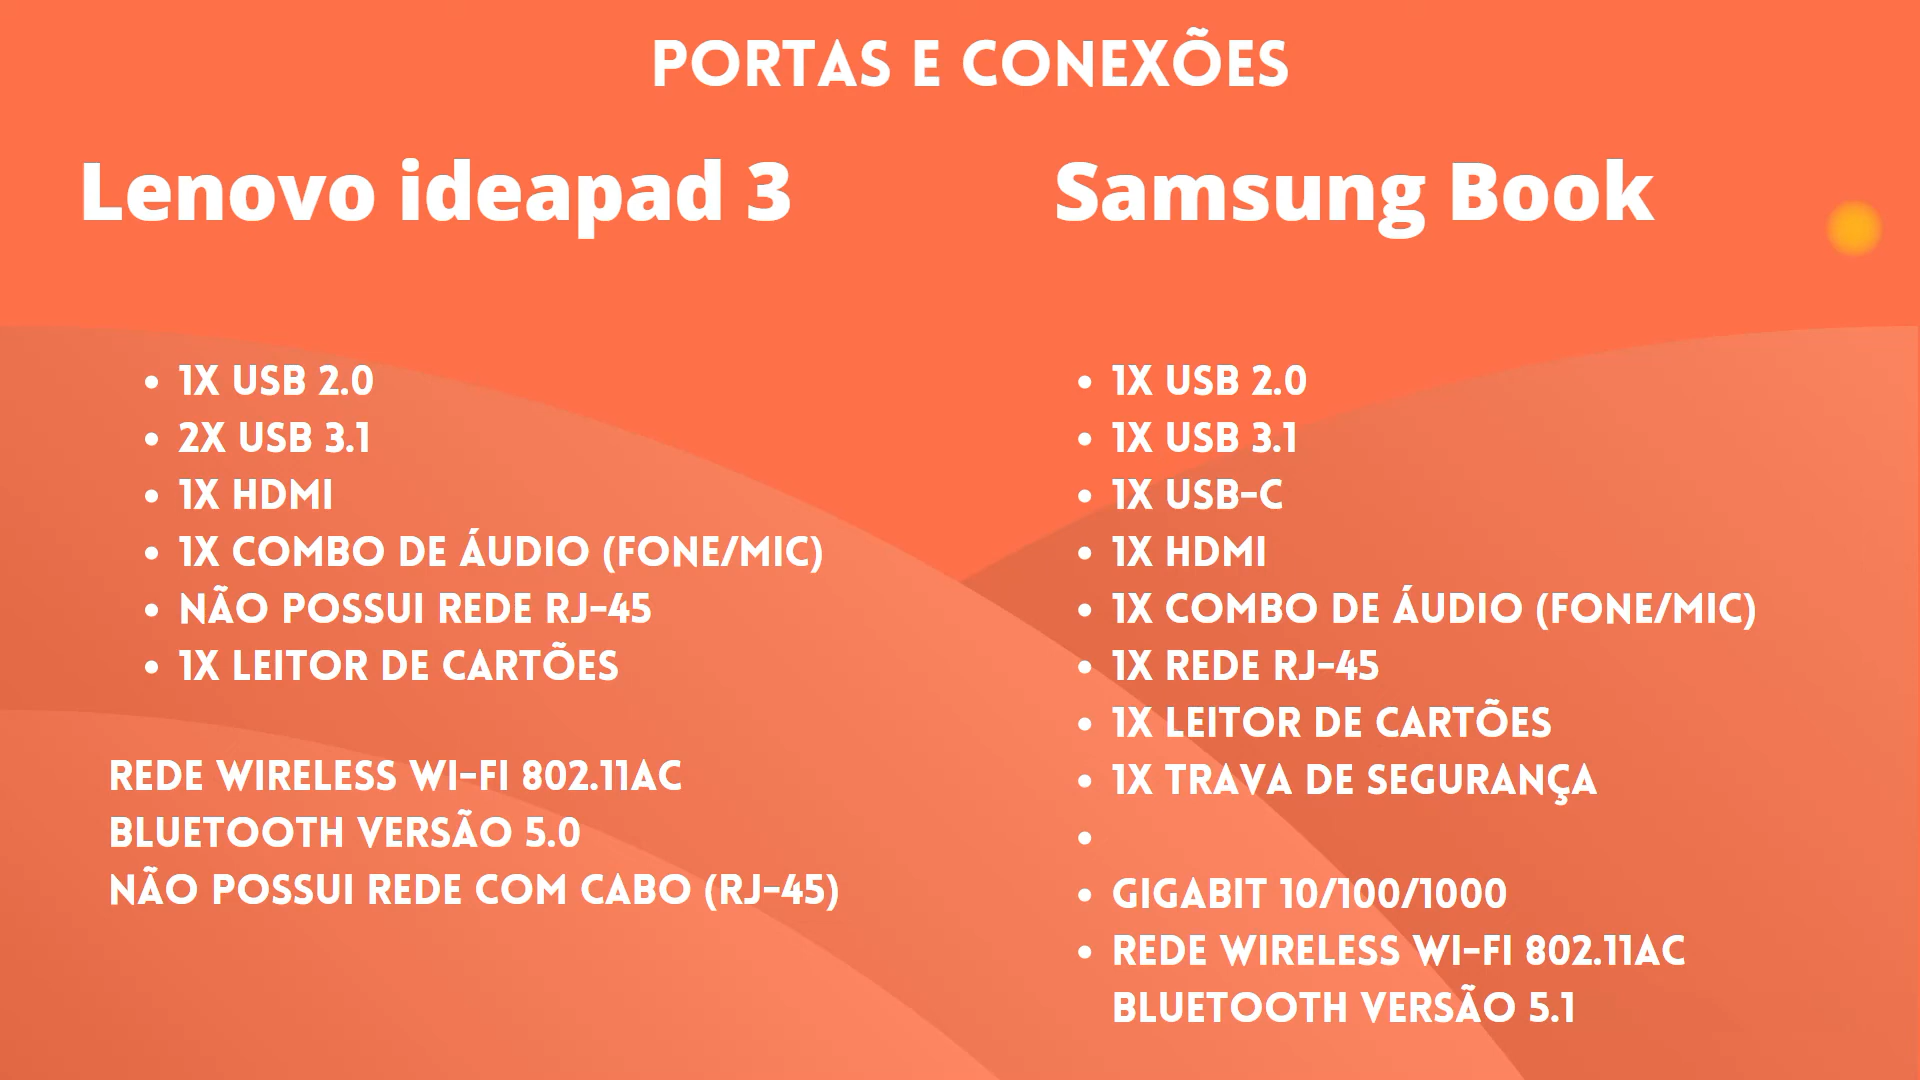 PORTAS E CONEXÕES
Lenovo ideapad 3
1X USB 2.0
2X USB 3.1
1X HDMI
1X COMBO DE ÁUDIO (FONE/MIC)
NÃO POSSUI REDE RJ-45
1X LEITOR DE CARTÕES
REDE WIRELESS WI-FI 802.11AC
BLUETOOTH VERSÃO 5.0
NÃO POSSUI REDE COM CABO (RJ-45)
Samsung Book
1X USB 2.0
1X USB 3.1
1X USB-C
1X HDMI
1X COMBO DE ÁUDIO (FONE/MIC)
1X REDE RJ-45
1X LEITOR DE CARTÕES
1X TRAVA DE SEGURANÇA
GIGABIT 10/100/1000
REDE WIRELESS WI-FI 802.11AC
BLUETOOTH VERSÃO 5.1